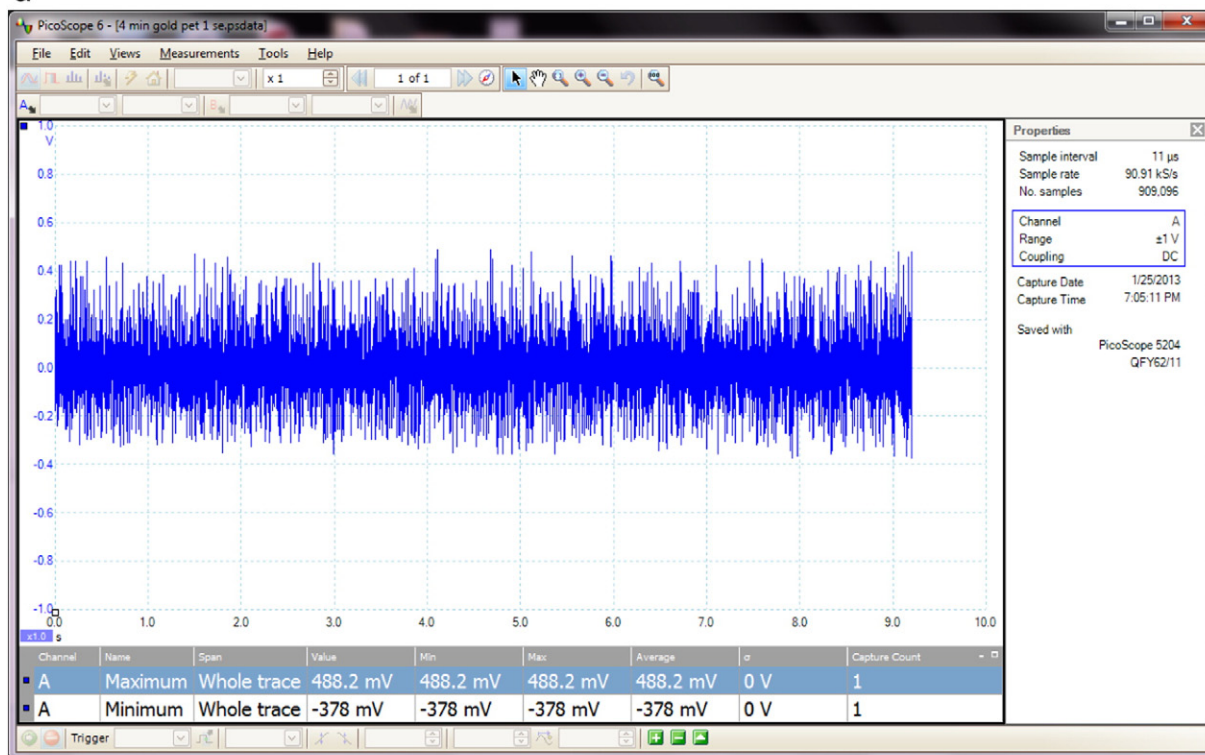 PicoScope 6 - [4 min gold pet 1 se.psdata]
File Edit Views Measurements Tools Help
x 1 1 of 1
A B
1.0
V
0.8
0.6
0.4
0.2
0.0
-0.2
-0.4
-0.6
-0.8
-1.0
0.0 1.0 2.0 3.0 4.0 5.0 6.0 7.0 8.0 9.0 10.0
x1.0 s
Properties
Sample interval 11 µs
Sample rate 90.91 kS/s
No. samples 909,096
Channel A
Range ±1 V
Coupling DC
Capture Date 1/25/2013
Capture Time 7:05:11 PM
Saved with
PicoScope 5204
QFY62/11
Channel Name Span Value Min Max Average σ Capture Count
A Maximum Whole trace 488.2 mV 488.2 mV 488.2 mV 488.2 mV 0 V 1
A Minimum Whole trace -378 mV -378 mV -378 mV -378 mV 0 V 1
Trigger